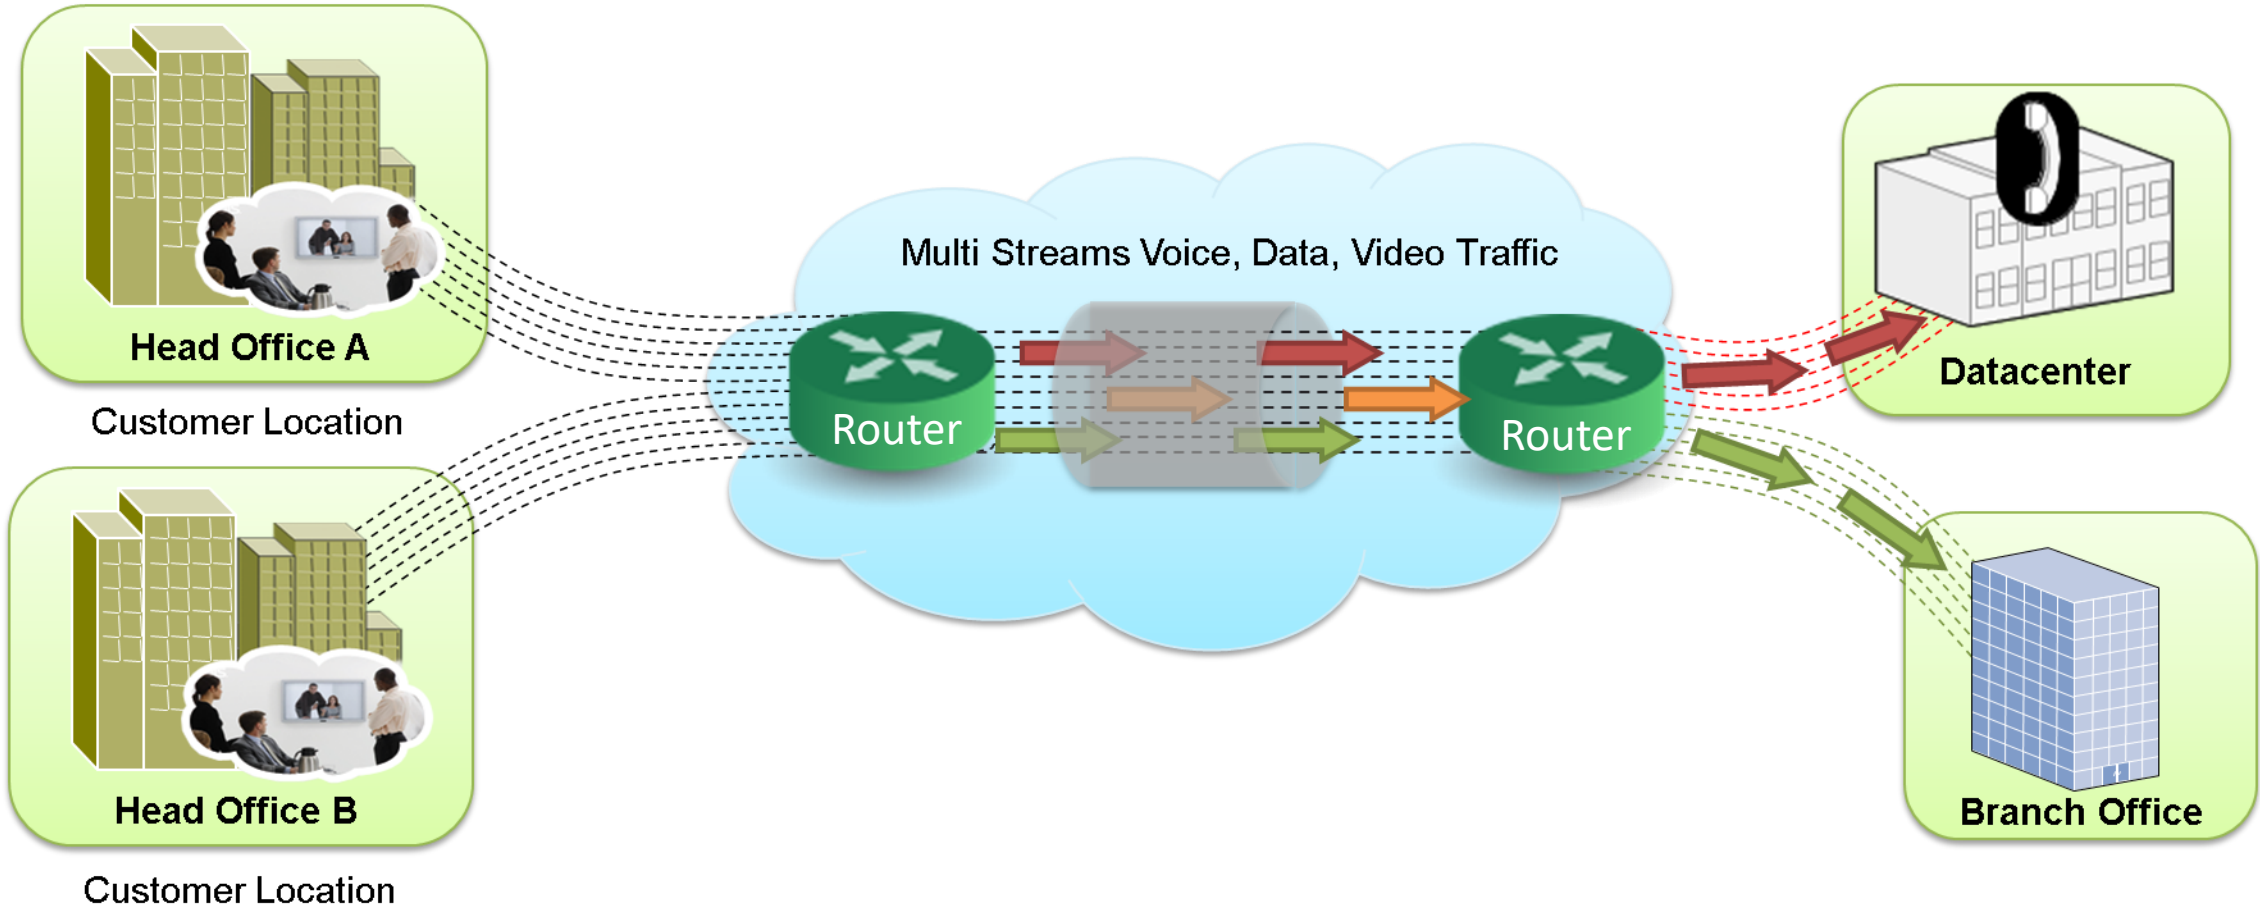 Head Office A
Customer Location
Head Office B
Customer Location
Multi Streams Voice, Data, Video Traffic
Router
Router
Datacenter
Branch Office